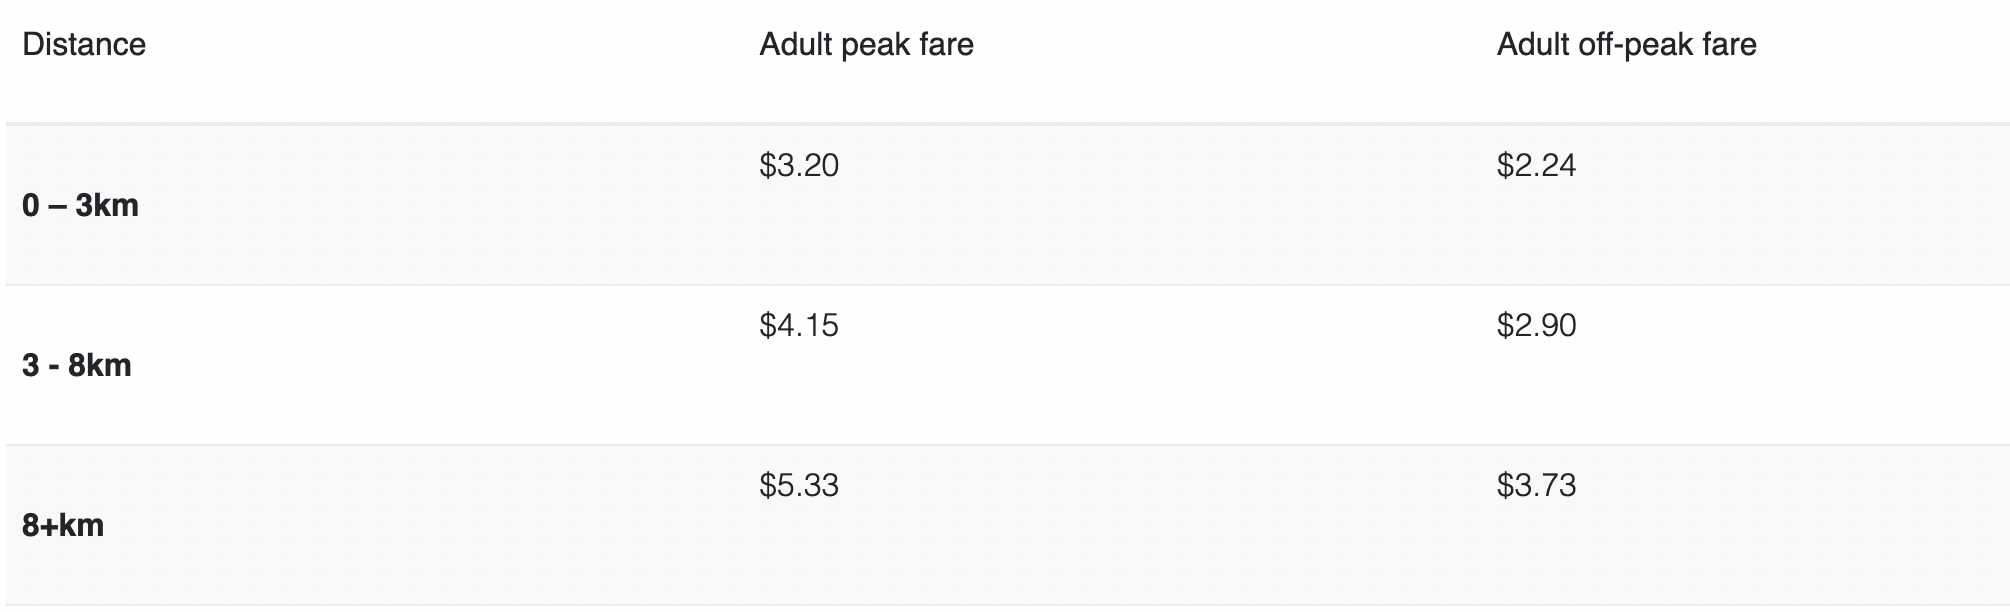 Distance Adult peak fare Adult off-peak fare
0 – 3km $3.20 $2.24
3 - 8km $4.15 $2.90
8+km $5.33 $3.73